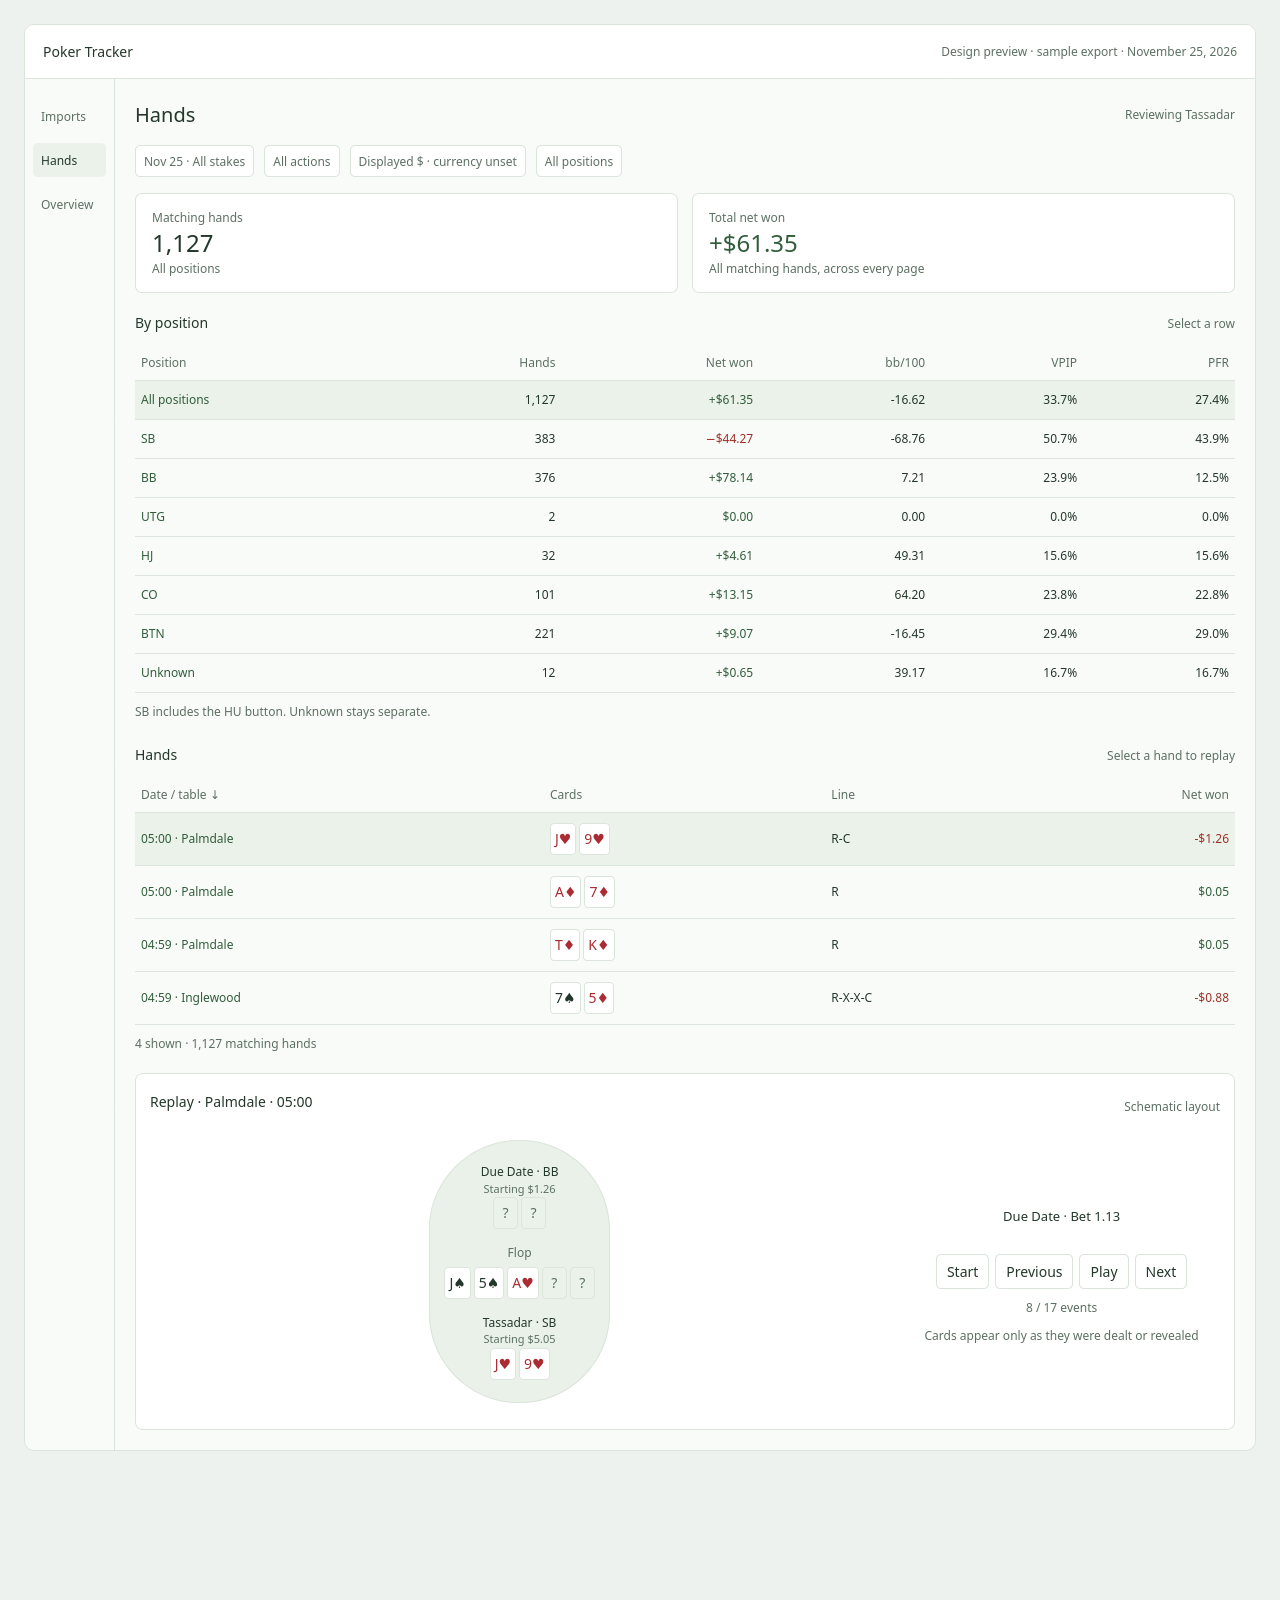 Poker Tracker
Design preview · sample export · November 25, 2026
Imports
Hands
Overview
Hands
Reviewing Tassadar
Nov 25 · All stakes
All actions
Displayed $ · currency unset
All positions
Matching hands
1,127
All positions
Total net won
+$61.35
All matching hands, across every page
By position
Select a row
Position Hands Net won bb/100 VPIP PFR
All positions 1,127 +$61.35 -16.62 33.7% 27.4%
SB 383 −$44.27 -68.76 50.7% 43.9%
BB 376 +$78.14 7.21 23.9% 12.5%
UTG 2 $0.00 0.00 0.0% 0.0%
HJ 32 +$4.61 49.31 15.6% 15.6%
CO 101 +$13.15 64.20 23.8% 22.8%
BTN 221 +$9.07 -16.45 29.4% 29.0%
Unknown 12 +$0.65 39.17 16.7% 16.7%
SB includes the HU button. Unknown stays separate.
Hands
Select a hand to replay
Date / table ↓ Cards Line Net won
05:00 · Palmdale J♥ 9♥ R-C -$1.26
05:00 · Palmdale A♦ 7♦ R $0.05
04:59 · Palmdale T♦ K♦ R $0.05
04:59 · Inglewood 7♠ 5♦ R-X-X-C -$0.88
4 shown · 1,127 matching hands
Replay · Palmdale · 05:00
Schematic layout
Due Date · BB
Starting $1.26
? ?
Flop
J♠ 5♠ A♥ ? ?
Tassadar · SB
Starting $5.05
J♥ 9♥
Due Date · Bet 1.13
Start
Previous
Play
Next
8 / 17 events
Cards appear only as they were dealt or revealed